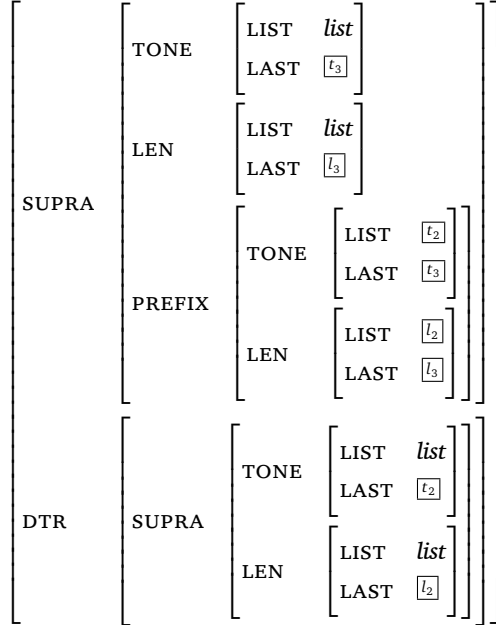 TONE LIST list
LAST t₃
LEN LIST list
LAST l₃
SUPRA
PREFIX TONE LIST t₂
LAST t₃
LEN LIST l₂
LAST l₃
DTR SUPRA TONE LIST list
LAST t₂
LEN LIST list
LAST l₂